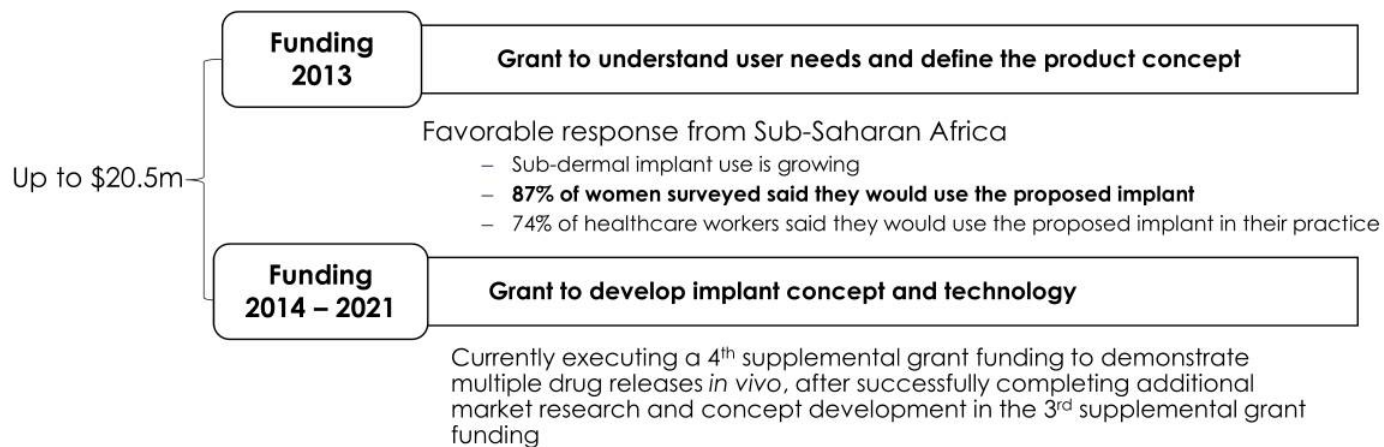 Funding
2013
Grant to understand user needs and define the product concept
Favorable response from Sub-Saharan Africa
– Sub-dermal implant use is growing
– 87% of women surveyed said they would use the proposed implant
– 74% of healthcare workers said they would use the proposed implant in their practice
Up to $20.5m
Funding
2014 – 2021
Grant to develop implant concept and technology
Currently executing a 4th supplemental grant funding to demonstrate
multiple drug releases in vivo, after successfully completing additional
market research and concept development in the 3rd supplemental grant
funding